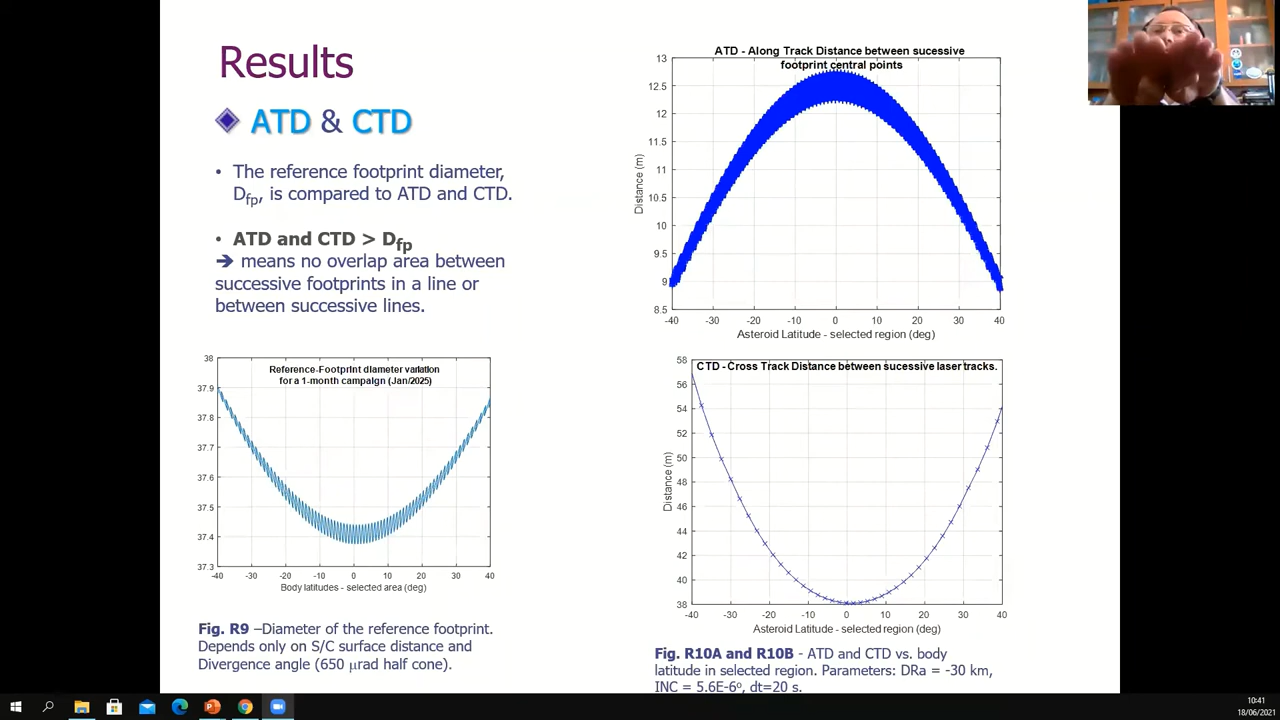 Results
ATD & CTD
• The reference footprint diameter,
Dfp, is compared to ATD and CTD.
• ATD and CTD > Dfp
➔ means no overlap area between
successive footprints in a line or
between successive lines.
Reference-Footprint diameter variation
for a 1-month campaign (Jan/2025)
38
37.9
37.8
37.7
37.6
37.5
37.4
37.3
-40 -30 -20 -10 0 10 20 30 40
Body latitudes - selected area (deg)
Fig. R9 –Diameter of the reference footprint.
Depends only on S/C surface distance and
Divergence angle (650 µrad half cone).
ATD - Along Track Distance between sucessive
footprint central points
13
12.5
12
11.5
11
10.5
10
9.5
9
8.5
Distance (m)
-40 -30 -20 -10 0 10 20 30 40
Asteroid Latitude - selected region (deg)
CTD - Cross Track Distance between sucessive laser tracks.
58
56
54
52
50
48
46
44
42
40
38
Distance (m)
-40 -30 -20 -10 0 10 20 30 40
Asteroid Latitude - selected region (deg)
Fig. R10A and R10B - ATD and CTD vs. body
latitude in selected region. Parameters: DRa = -30 km,
INC = 5.6E-6º, dt=20 s.
10:41
18/06/2021